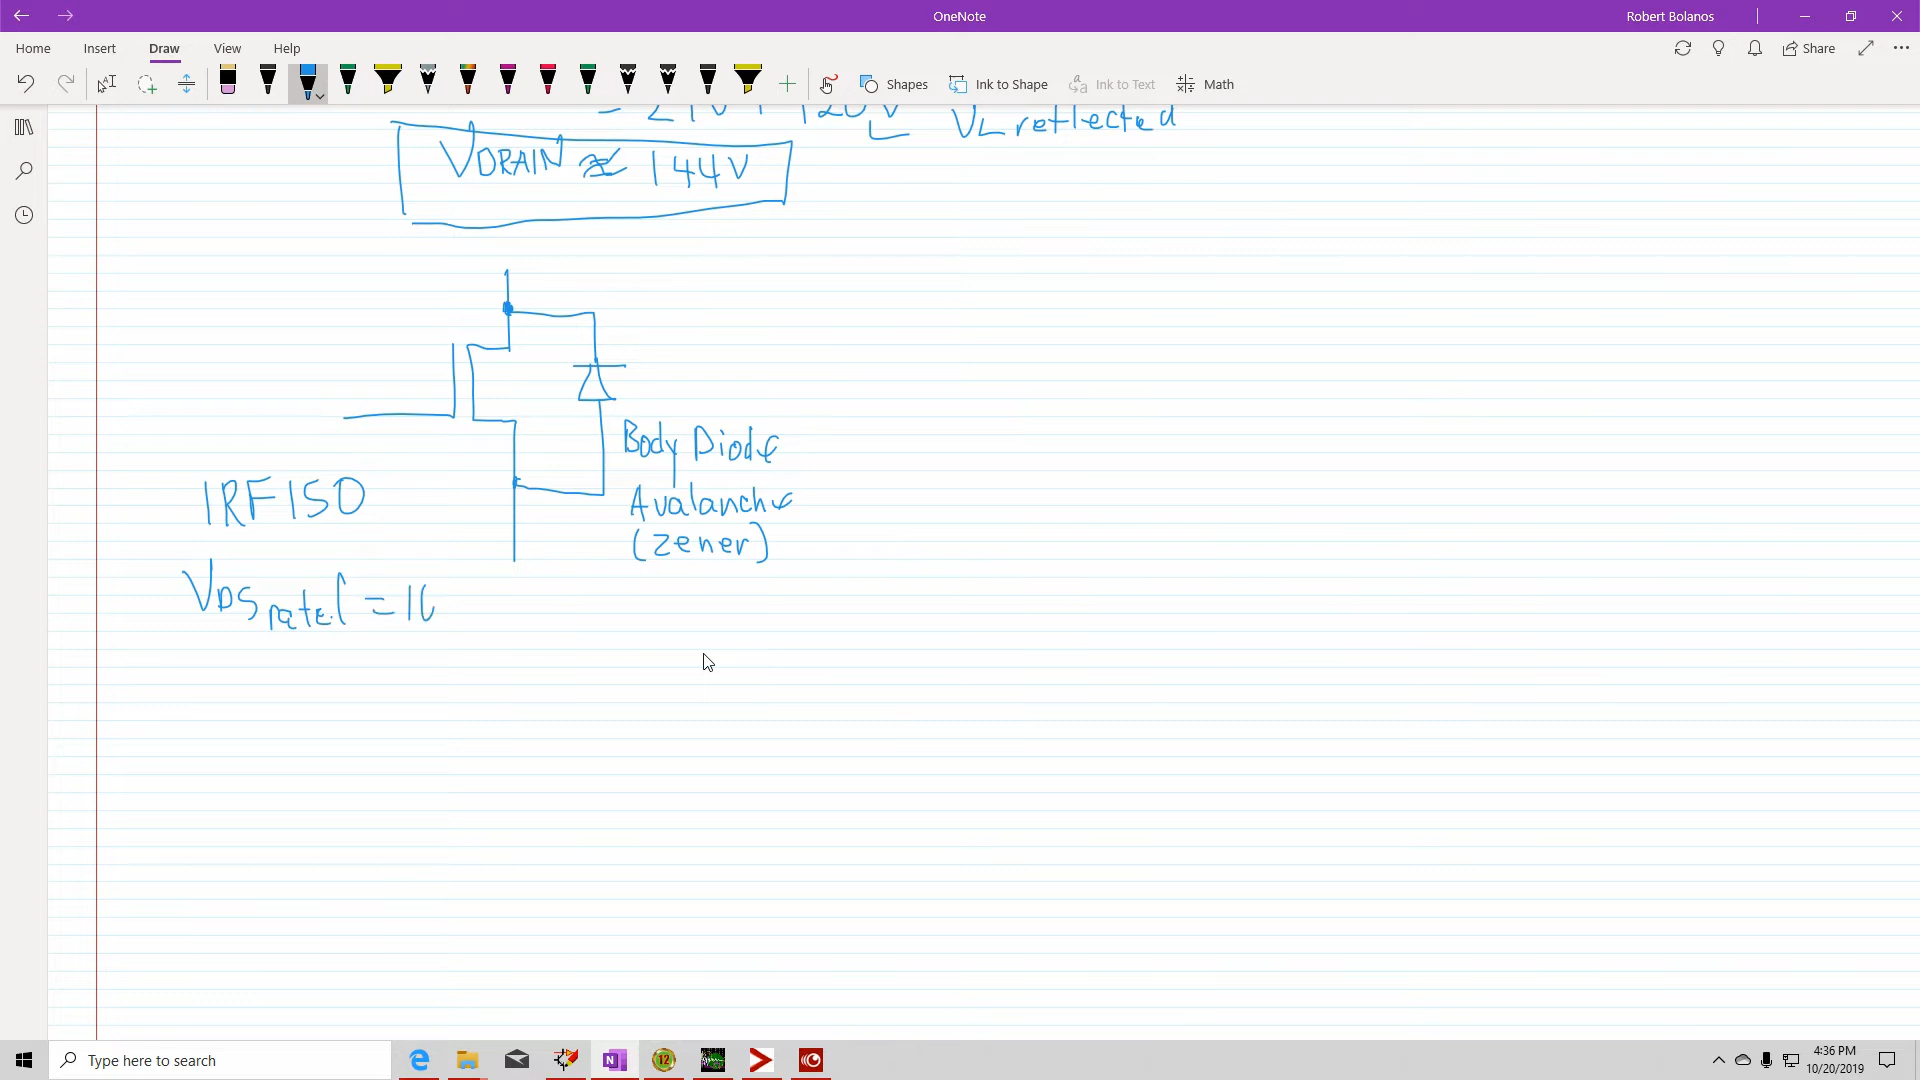 OneNote
Robert Bolanos
Home Insert Draw View Help
Share
Shapes
Ink to Shape
Ink to Text
Math
VL reflected
VDRAIN ≈ 144V
Body Diode
IRF150
Avalanche
(zener)
VDS rated = 10
Type here to search
12
4:36 PM
10/20/2019